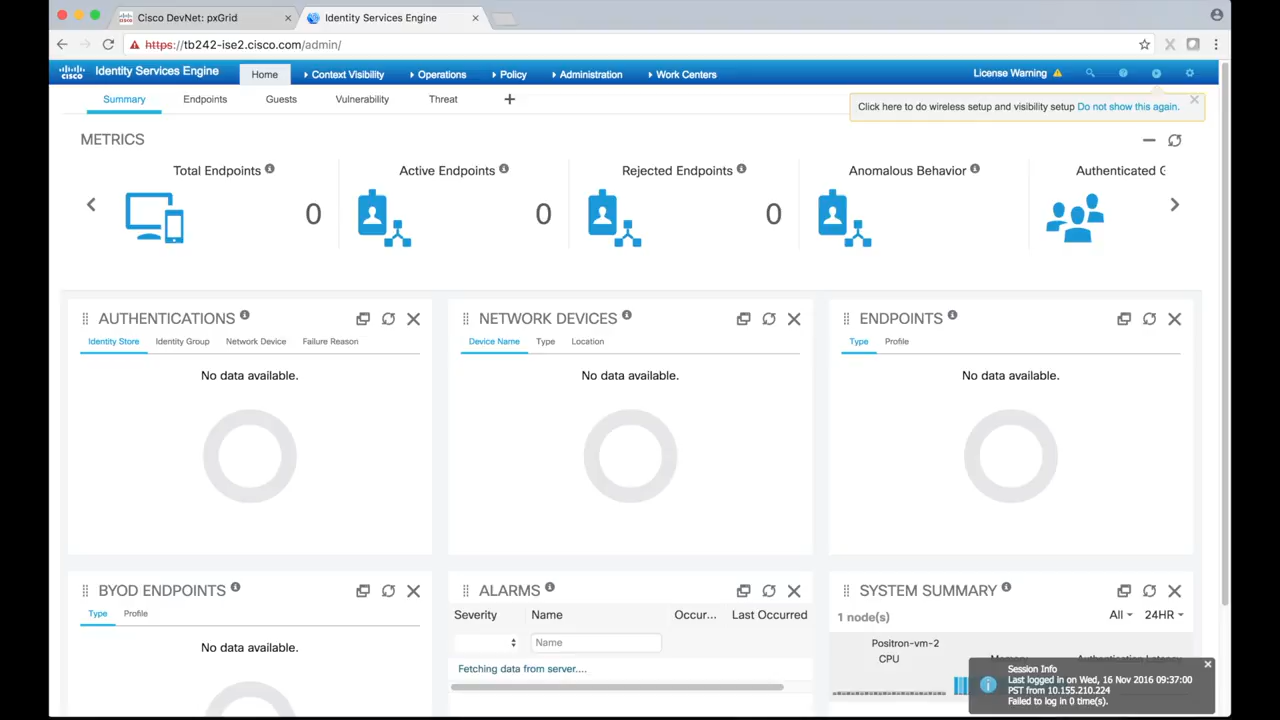 Cisco DevNet: pxGrid
Identity Services Engine
https://tb242-ise2.cisco.com/admin/
CISCO Identity Services Engine
Home
Context Visibility
Operations
Policy
Administration
Work Centers
License Warning
Summary
Endpoints
Guests
Vulnerability
Threat
Click here to do wireless setup and visibility setup Do not show this again.
METRICS
Total Endpoints
0
Active Endpoints
0
Rejected Endpoints
0
Anomalous Behavior
Authenticated G
AUTHENTICATIONS
Identity Store Identity Group Network Device Failure Reason
No data available.
NETWORK DEVICES
Device Name Type Location
No data available.
ENDPOINTS
Type Profile
No data available.
BYOD ENDPOINTS
Type Profile
No data available.
ALARMS
Severity Name Occur... Last Occurred
Name
Fetching data from server....
SYSTEM SUMMARY
1 node(s)
All 24HR
Positron-vm-2
CPU Memory Authentication Latency
Session Info
Last logged in on Wed, 16 Nov 2016 09:37:00
PST from 10.155.210.224
Failed to log in 0 time(s).